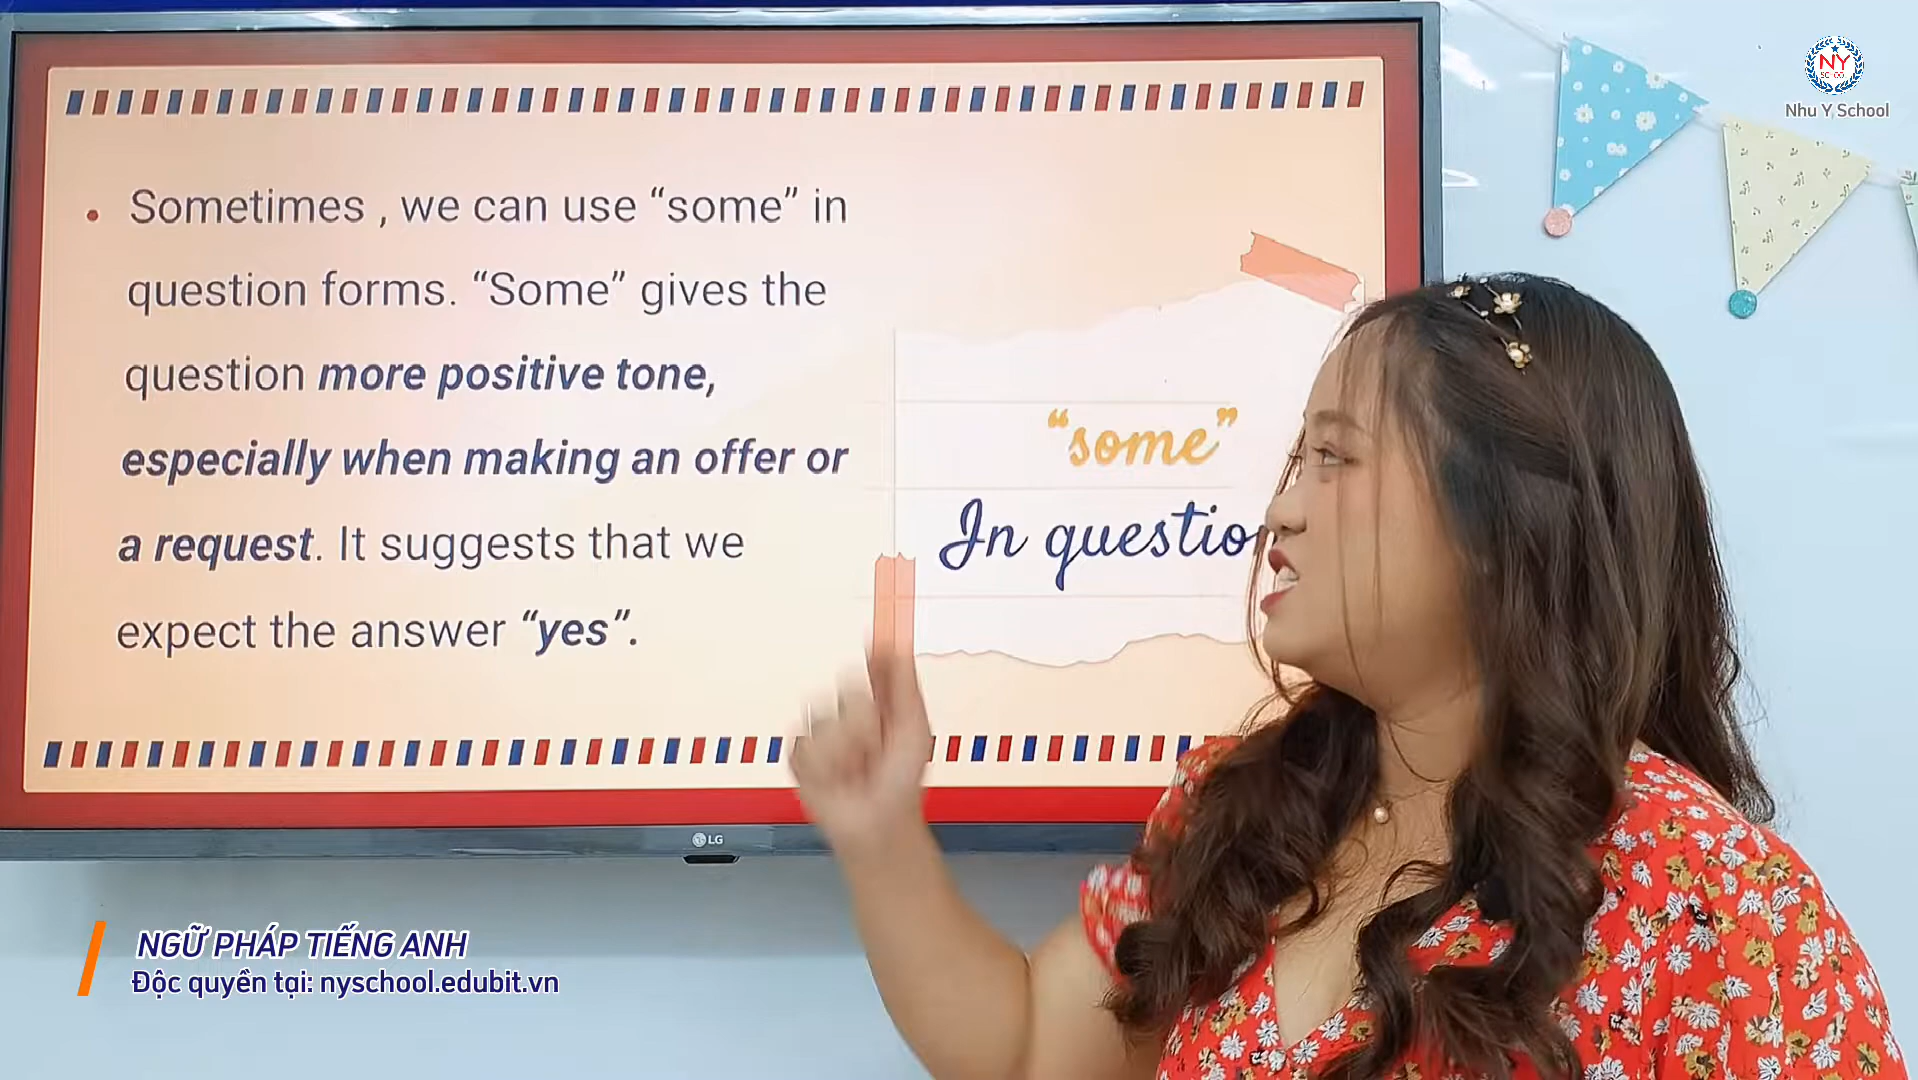 NY
SCHOOL
Nhu Y School
Sometimes , we can use “some” in
question forms. “Some” gives the
question more positive tone,
especially when making an offer or
a request. It suggests that we
expect the answer “yes”.
“some”
In
LG
NGỮ PHÁP TIẾNG ANH
Độc quyền tại: nyschool.edubit.vn